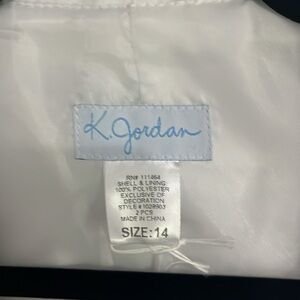 K. Jordan
RN# 111464
SHELL & LINING
100% POLYESTER
EXCLUSIVE OF
DECORATION
STYLE #1028903
2 PCS
MADE IN CHINA
SIZE: 14